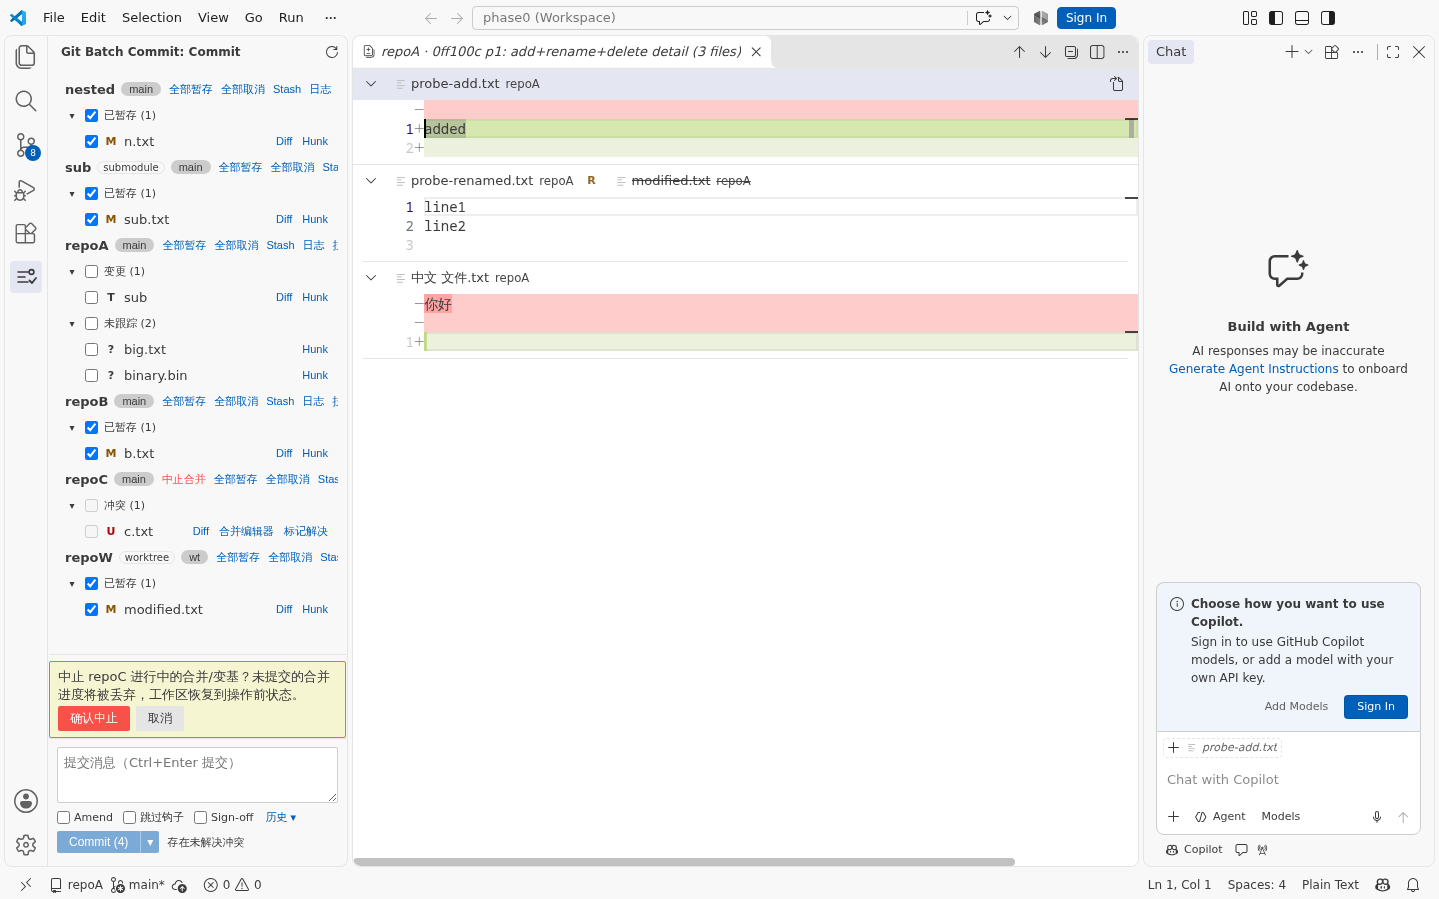 File Edit Selection View Go Run ···
phase0 (Workspace)
Sign In
Git Batch Commit: Commit
nested main 全部暂存 全部取消 Stash 日志
已暂存 (1)
M n.txt Diff Hunk
sub submodule main 全部暂存 全部取消
已暂存 (1)
M sub.txt Diff Hunk
repoA main 全部暂存 全部取消 Stash 日志
变更 (1)
T sub Diff Hunk
未跟踪 (2)
? big.txt Hunk
? binary.bin Hunk
repoB main 全部暂存 全部取消 Stash 日志
已暂存 (1)
M b.txt Diff Hunk
repoC main 中止合并 全部暂存 全部取消
冲突 (1)
U c.txt Diff 合并编辑器 标记解决
repoW worktree wt 全部暂存 全部取消
已暂存 (1)
M modified.txt Diff Hunk
中止 repoC 进行中的合并/变基？未提交的合并
进度将被丢弃，工作区恢复到操作前状态。
确认中止 取消
提交消息（Ctrl+Enter 提交）
Amend 跳过钩子 Sign-off 历史 ▾
Commit (4) ▾ 存在未解决冲突
8
repoA · 0ff100c p1: add+rename+delete detail (3 files)
probe-add.txt repoA
−
1+ added
2+
probe-renamed.txt repoA R modified.txt repoA
1 line1
2 line2
3
中文 文件.txt repoA
− 你好
−
1+
Chat
Build with Agent
AI responses may be inaccurate
Generate Agent Instructions to onboard
AI onto your codebase.
Choose how you want to use
Copilot.
Sign in to use GitHub Copilot
models, or add a model with your
own API key.
Add Models Sign In
probe-add.txt
Chat with Copilot
Agent Models
Copilot
repoA main* 0 0
Ln 1, Col 1 Spaces: 4 Plain Text